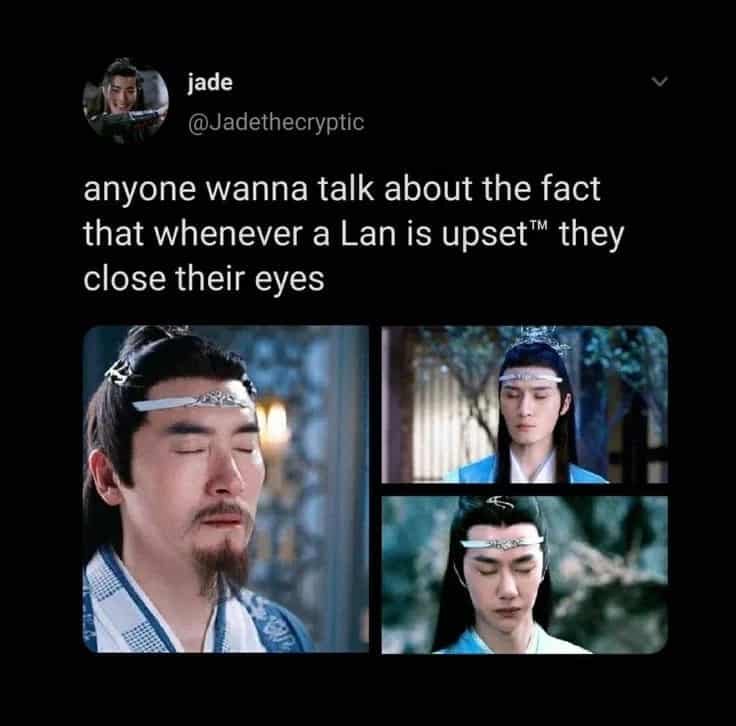 jade
@Jadethecryptic
anyone wanna talk about the fact
that whenever a Lan is upset™ they
close their eyes